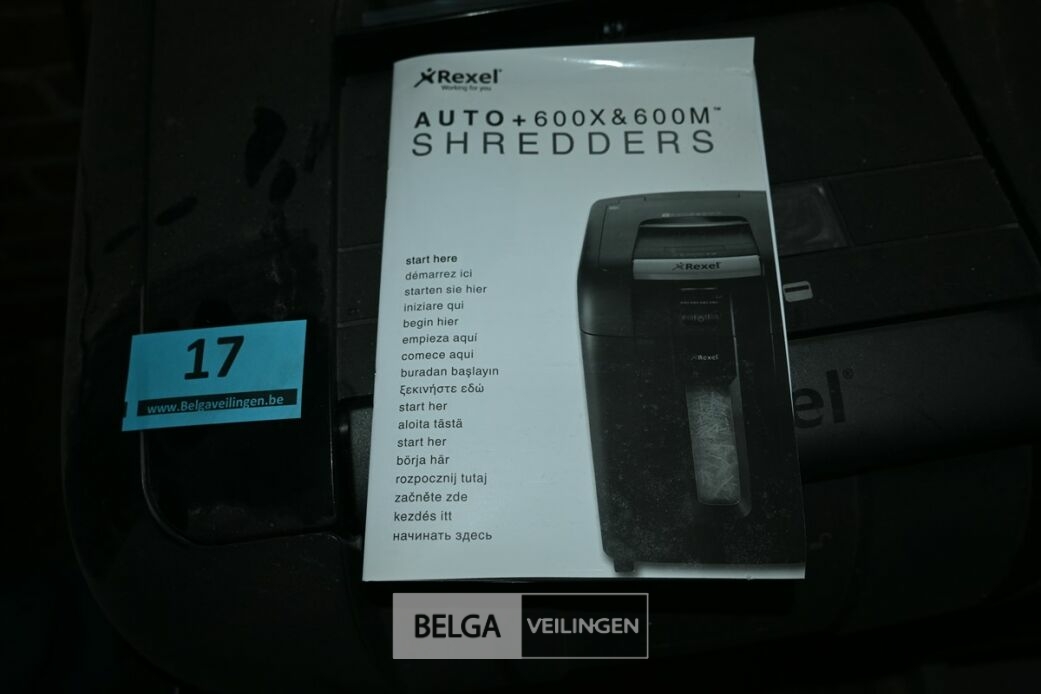 Rexel®
Working for you
AUTO+600X&600M™
SHREDDERS
start here
démarrez ici
starten sie hier
iniziare qui
begin hier
empieza aquí
comece aqui
buradan başlayın
ξεκινήστε εδώ
start her
aloita tästä
start her
börja här
rozpocznij tutaj
začněte zde
kezdés itt
начинать здесь
Rexel
Rexel
el®
17
www.Belgaveilingen.be
BELGA VEILINGEN